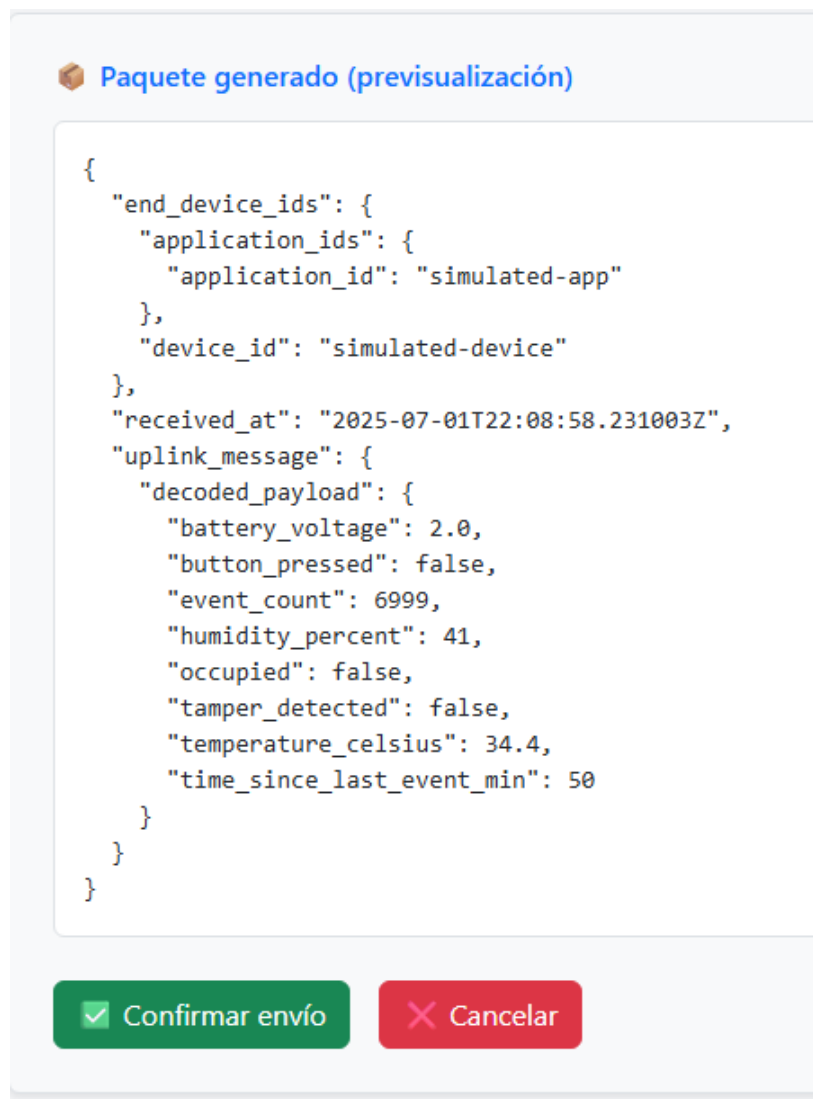 Paquete generado (previsualización)
{
  "end_device_ids": {
    "application_ids": {
      "application_id": "simulated-app"
    },
    "device_id": "simulated-device"
  },
  "received_at": "2025-07-01T22:08:58.231003Z",
  "uplink_message": {
    "decoded_payload": {
      "battery_voltage": 2.0,
      "button_pressed": false,
      "event_count": 6999,
      "humidity_percent": 41,
      "occupied": false,
      "tamper_detected": false,
      "temperature_celsius": 34.4,
      "time_since_last_event_min": 50
    }
  }
}
Confirmar envío
Cancelar